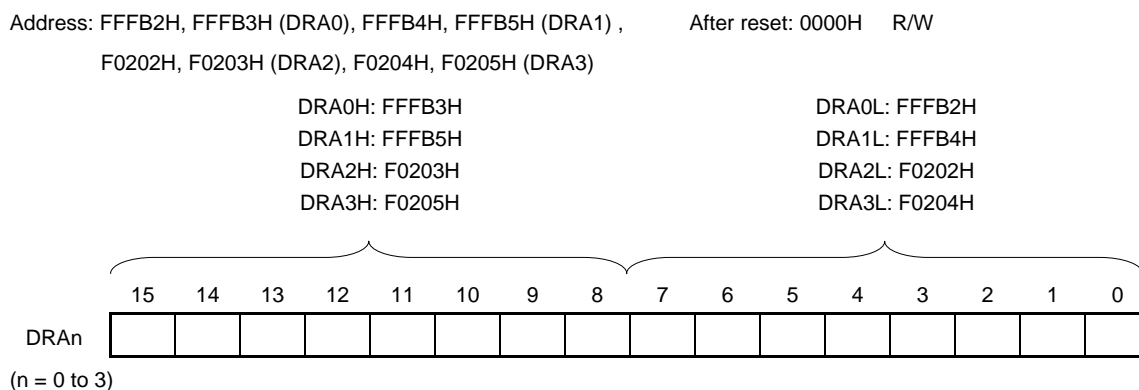 Address: FFFB2H, FFFB3H (DRA0), FFFB4H, FFFB5H (DRA1) , After reset: 0000H R/W
F0202H, F0203H (DRA2), F0204H, F0205H (DRA3)
DRA0H: FFFB3H DRA0L: FFFB2H
DRA1H: FFFB5H DRA1L: FFFB4H
DRA2H: F0203H DRA2L: F0202H
DRA3H: F0205H DRA3L: F0204H
15 14 13 12 11 10 9 8 7 6 5 4 3 2 1 0
DRAn
(n = 0 to 3)